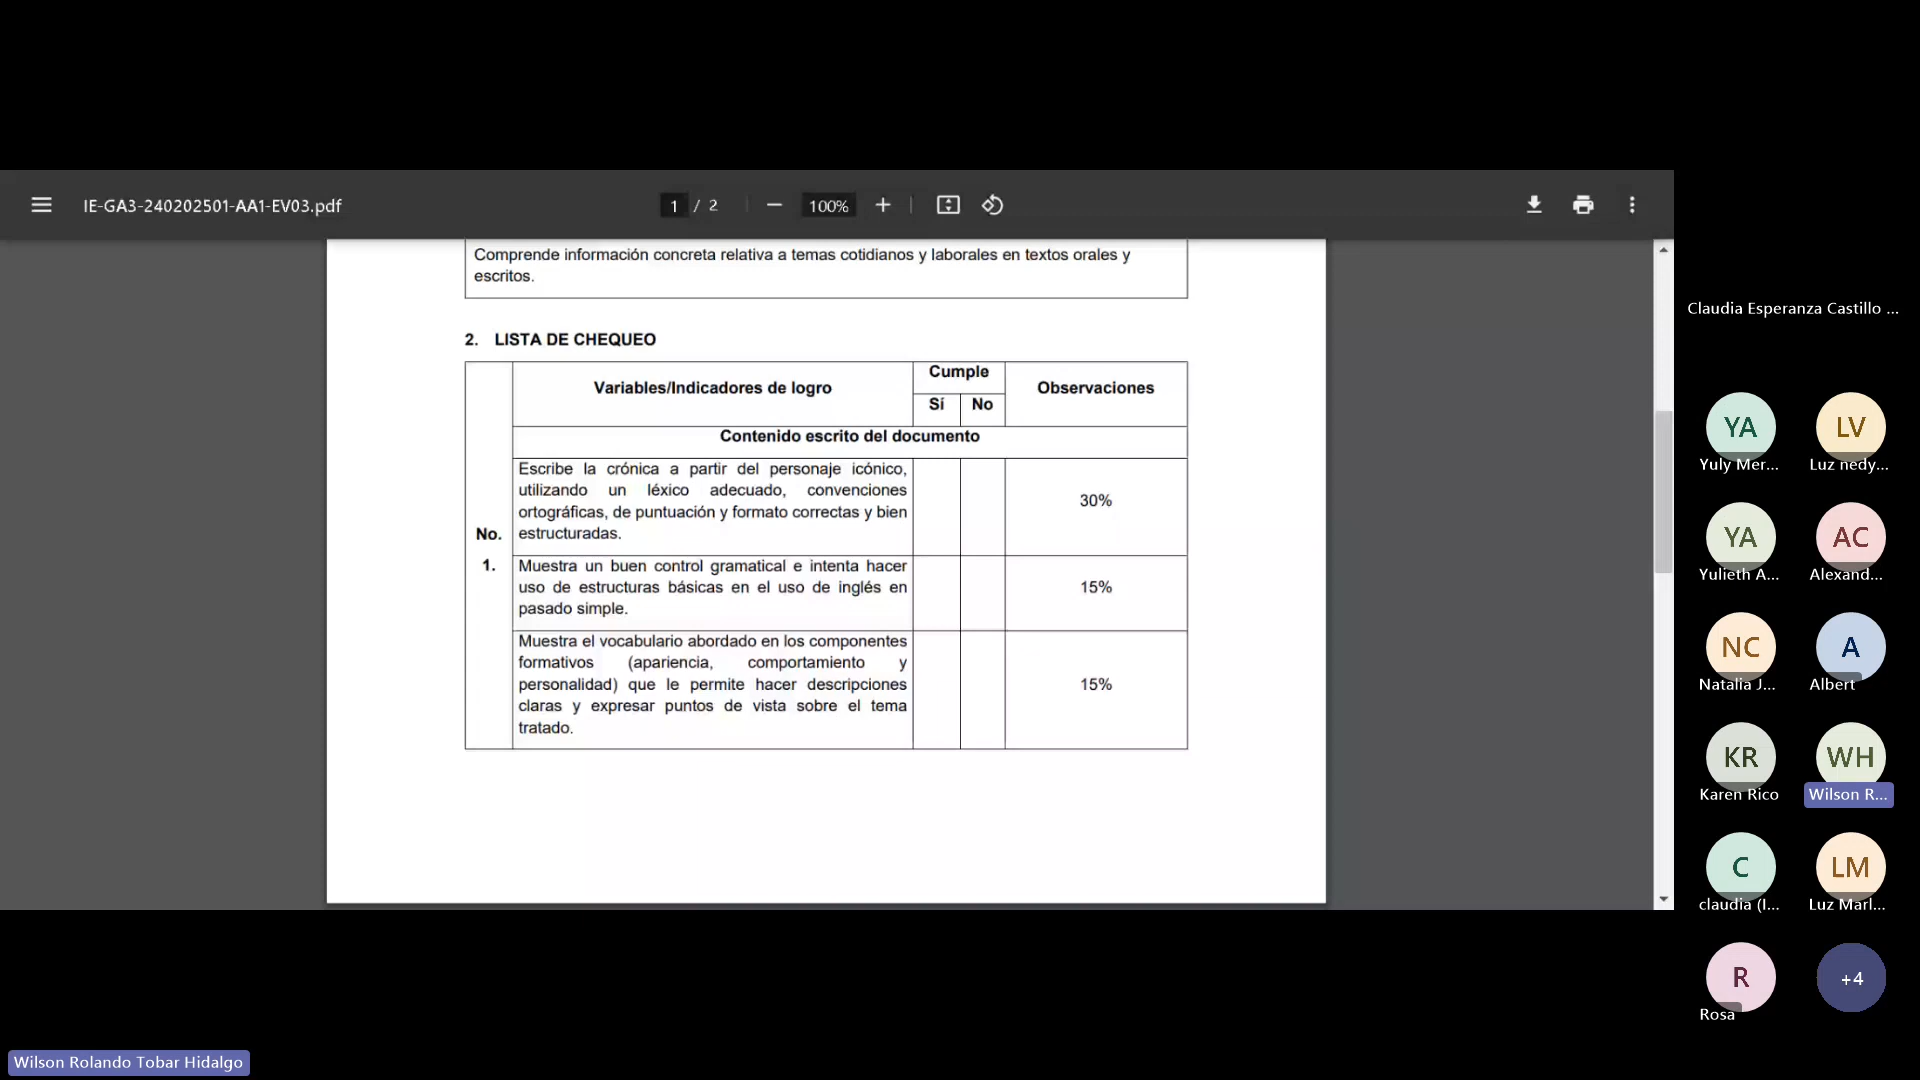 IE-GA3-240202501-AA1-EV03.pdf
1 / 2
100%
Comprende información concreta relativa a temas cotidianos y laborales en textos orales y
escritos.
2. LISTA DE CHEQUEO
Variables/Indicadores de logro
Cumple
Observaciones
Sí No
Contenido escrito del documento
No.
1.
Escribe la crónica a partir del personaje icónico,
utilizando un léxico adecuado, convenciones
ortográficas, de puntuación y formato correctas y bien
estructuradas.
30%
Muestra un buen control gramatical e intenta hacer
uso de estructuras básicas en el uso de inglés en
pasado simple.
15%
Muestra el vocabulario abordado en los componentes
formativos (apariencia, comportamiento y
personalidad) que le permite hacer descripciones
claras y expresar puntos de vista sobre el tema
tratado.
15%
Claudia Esperanza Castillo ...
YA
Yuly Mer...
LV
Luz nedy...
YA
Yulieth A...
AC
Alexand...
NC
Natalia J...
A
Albert
KR
Karen Rico
WH
Wilson R...
C
claudia (I...
LM
Luz Marl...
R
Rosa
+4
Wilson Rolando Tobar Hidalgo